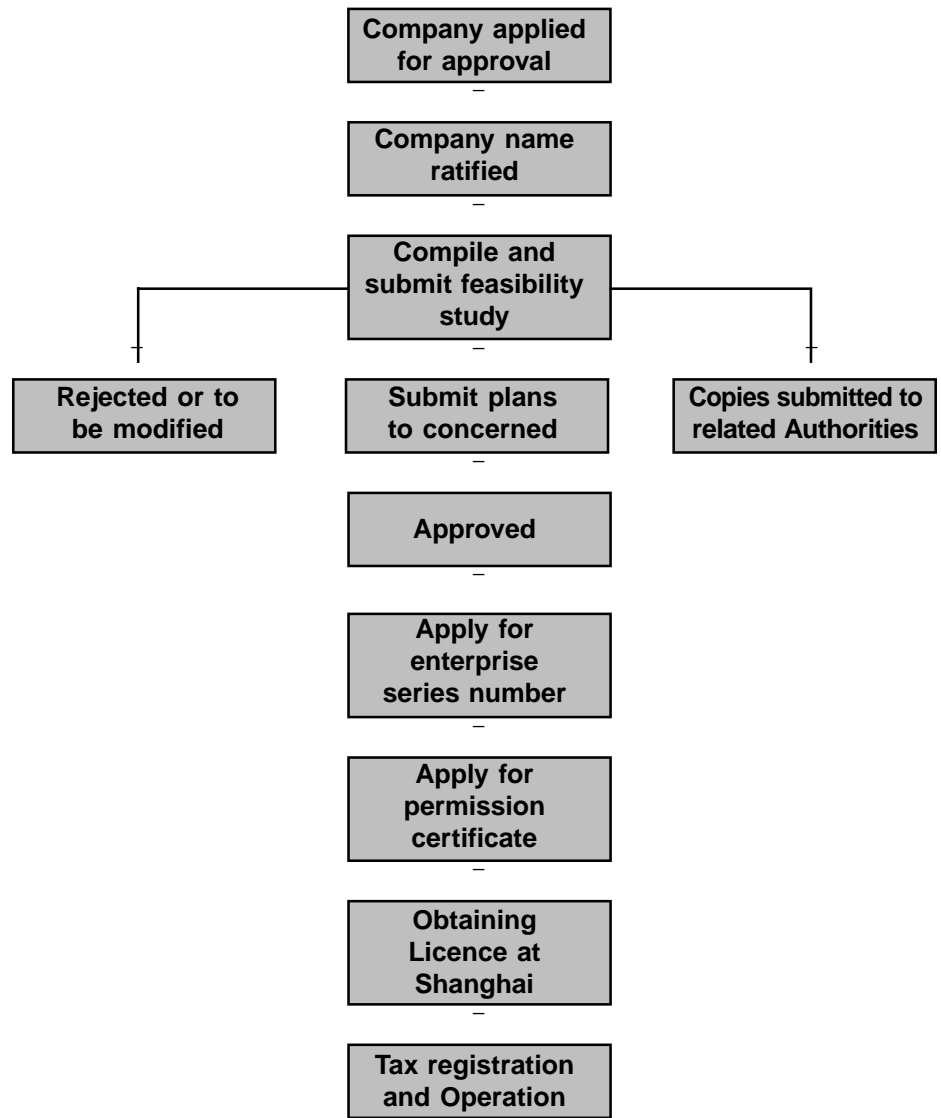 Company applied
for approval
Company name
ratified
Compile and
submit feasibility
study
Rejected or to
be modified
Submit plans
to concerned
Copies submitted to
related Authorities
Approved
Apply for
enterprise
series number
Apply for
permission
certificate
Obtaining
Licence at
Shanghai
Tax registration
and Operation